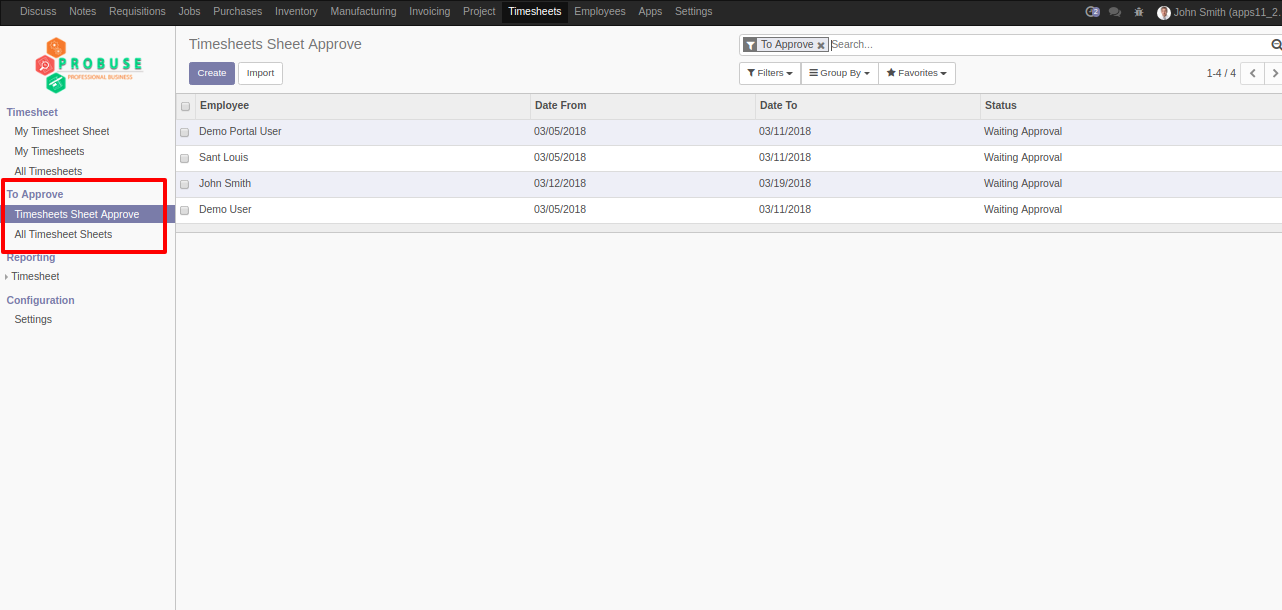 Discuss Notes Requisitions Jobs Purchases Inventory Manufacturing Invoicing Project Timesheets Employees Apps Settings 2 John Smith (apps11_2.
PROBUSE
PROFESSIONAL BUSINESS
Timesheet
My Timesheet Sheet
My Timesheets
All Timesheets
To Approve
Timesheets Sheet Approve
All Timesheet Sheets
Reporting
Timesheet
Configuration
Settings
Timesheets Sheet Approve
To Approve Search...
Create Import
Filters Group By Favorites 1-4 / 4
Employee Date From Date To Status
Demo Portal User 03/05/2018 03/11/2018 Waiting Approval
Sant Louis 03/05/2018 03/11/2018 Waiting Approval
John Smith 03/12/2018 03/19/2018 Waiting Approval
Demo User 03/05/2018 03/11/2018 Waiting Approval